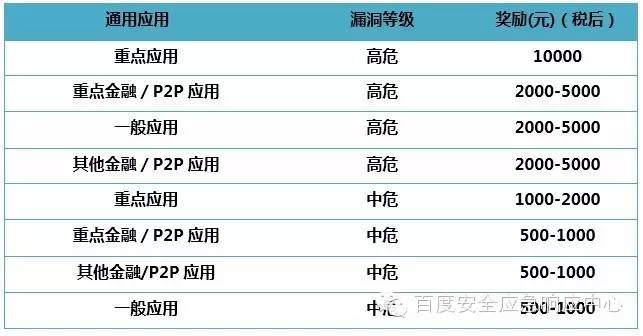 通用应用 漏洞等级 奖励(元)（税后）
重点应用 高危 10000
重点金融 / P2P 应用 高危 2000-5000
一般应用 高危 2000-5000
其他金融 / P2P 应用 高危 2000-5000
重点应用 中危 1000-2000
重点金融 / P2P 应用 中危 500-1000
其他金融/P2P 应用 中危 500-1000
一般应用 中危 500-1000
百度安全应急响应中心